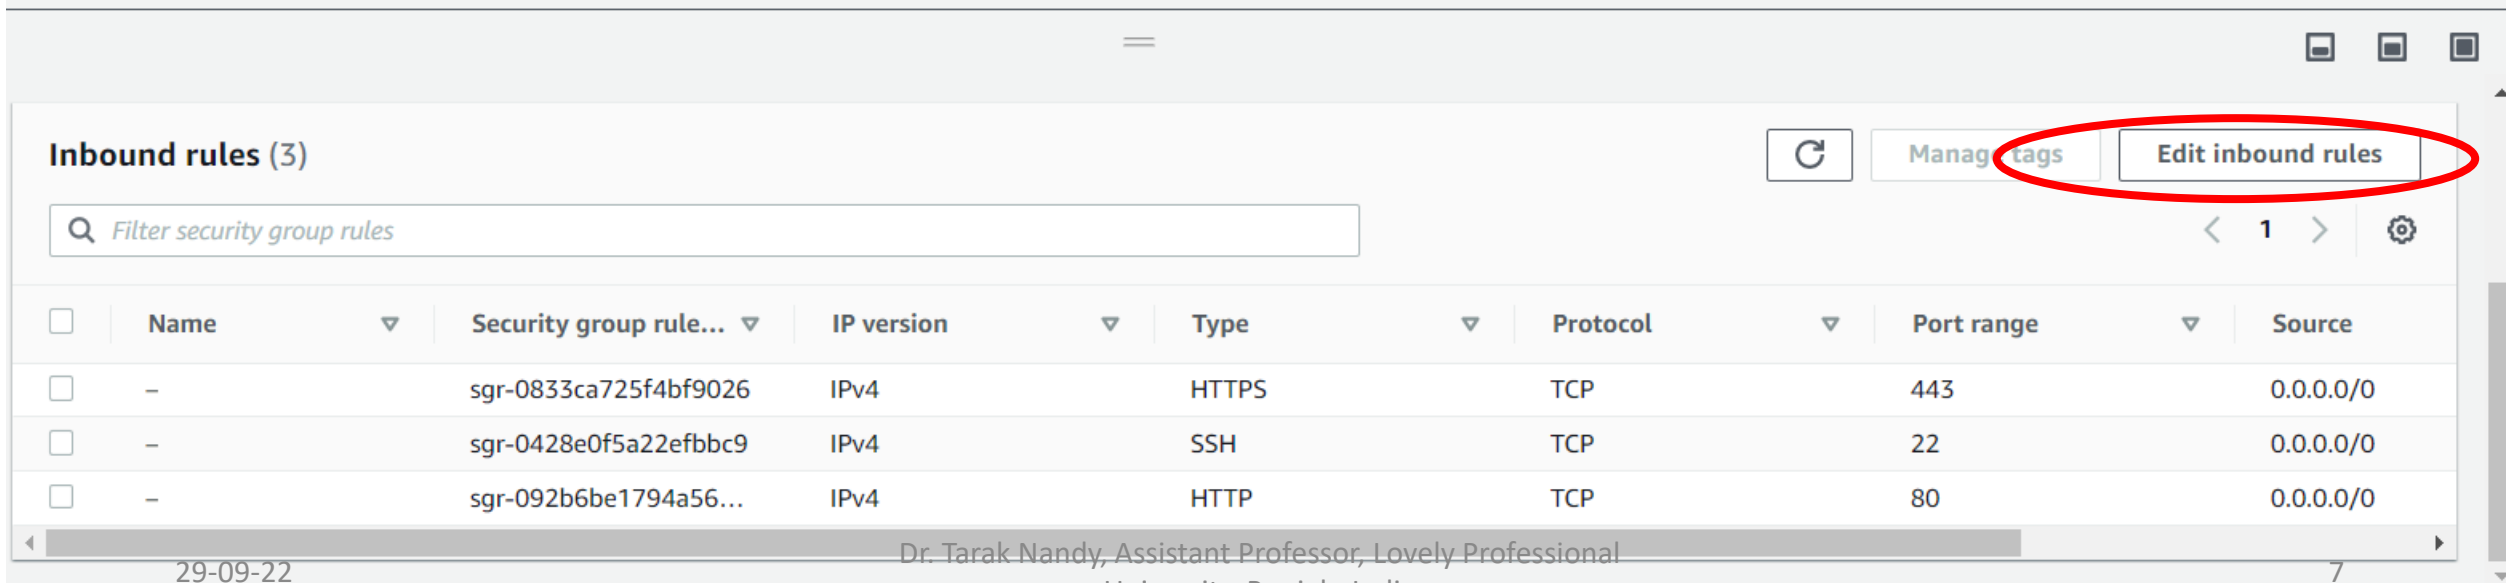 Inbound rules (3)
Manage tags
Edit inbound rules
Filter security group rules
1
Name Security group rule... IP version Type Protocol Port range Source
– sgr-0833ca725f4bf9026 IPv4 HTTPS TCP 443 0.0.0.0/0
– sgr-0428e0f5a22efbbc9 IPv4 SSH TCP 22 0.0.0.0/0
– sgr-092b6be1794a56... IPv4 HTTP TCP 80 0.0.0.0/0
Dr. Tarak Nandy, Assistant Professor, Lovely Professional
29-09-22
7